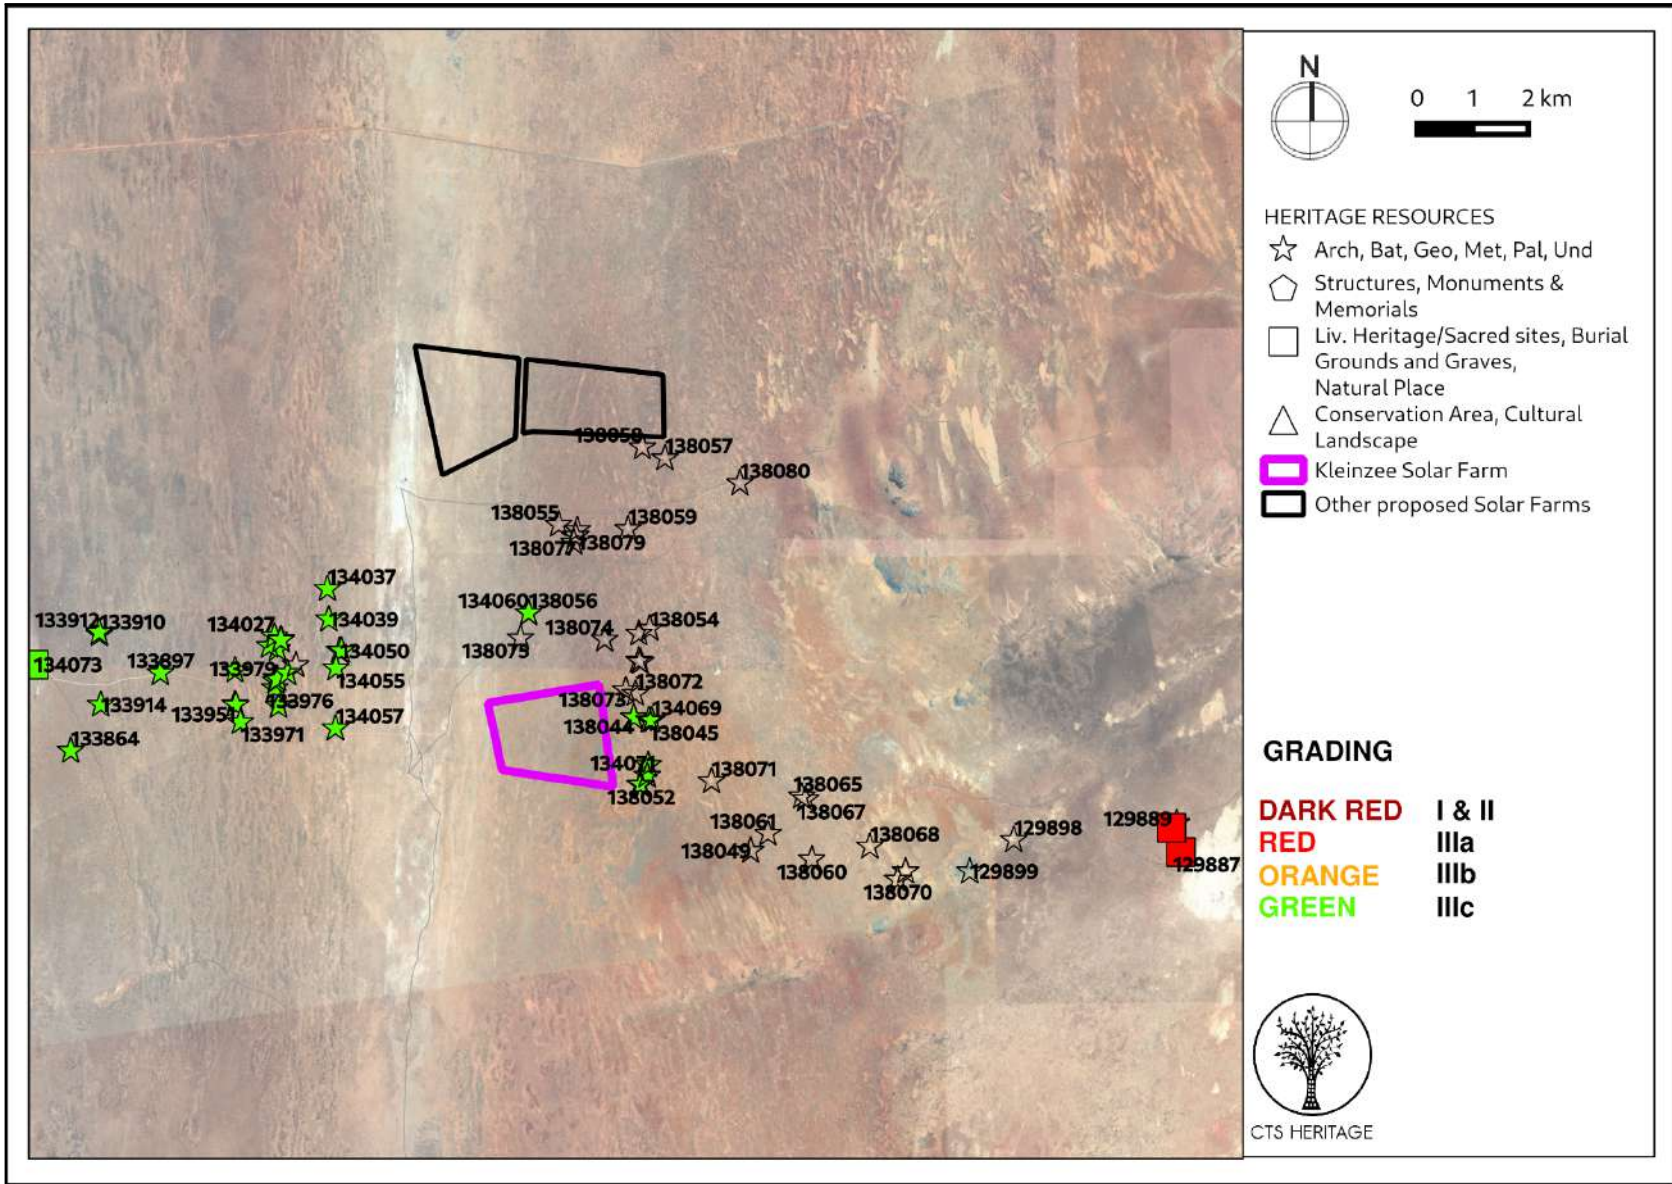 N
0 1 2 km
HERITAGE RESOURCES
Arch, Bat, Geo, Met, Pal, Und
Structures, Monuments &
Memorials
Liv. Heritage/Sacred sites, Burial
Grounds and Graves,
Natural Place
Conservation Area, Cultural
Landscape
Kleinzee Solar Farm
Other proposed Solar Farms
GRADING
DARK RED I & II
RED IIIa
ORANGE IIIb
GREEN IIIc
CTS HERITAGE
138058
138057
138080
138055
138059
138077
138079
134037
134060
138056
133912
133910
134027
134039
138074
138054
134073
133897
133979
134050
138075
134055
138072
133914
133951
133976
138073
134069
133971
134057
138044
138045
133864
134071
138071
138052
138065
138067
138061
138068
129898
129889
138049
138060
129899
129887
138070